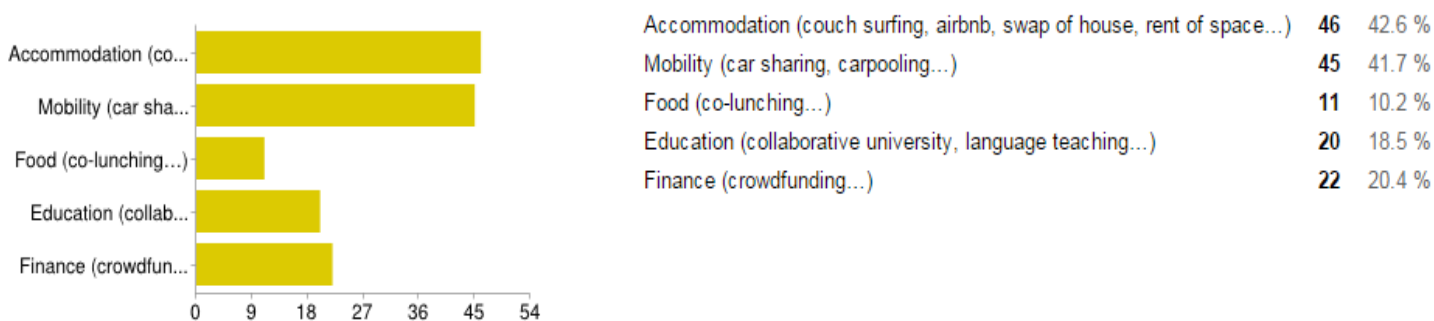 Accommodation (co...
Mobility (car sha...
Food (co-lunching...)
Education (collab...
Finance (crowdfun...
0 9 18 27 36 45 54
Accommodation (couch surfing, airbnb, swap of house, rent of space...) 46 42.6 %
Mobility (car sharing, carpooling...) 45 41.7 %
Food (co-lunching...) 11 10.2 %
Education (collaborative university, language teaching...) 20 18.5 %
Finance (crowdfunding...) 22 20.4 %